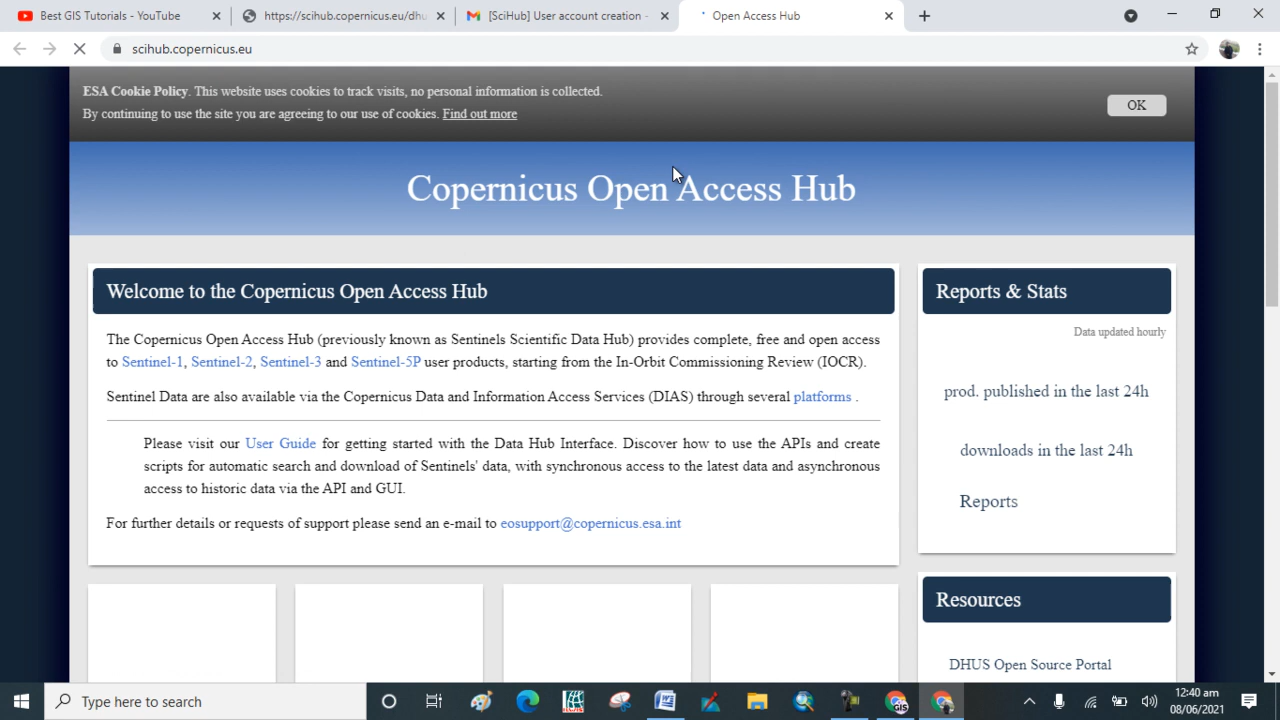 Best GIS Tutorials - YouTube
https://scihub.copernicus.eu/dhu
[SciHub] User account creation -
Open Access Hub
scihub.copernicus.eu
ESA Cookie Policy. This website uses cookies to track visits, no personal information is collected.
By continuing to use the site you are agreeing to our use of cookies. Find out more
OK
Copernicus Open Access Hub
Welcome to the Copernicus Open Access Hub
The Copernicus Open Access Hub (previously known as Sentinels Scientific Data Hub) provides complete, free and open access
to Sentinel-1, Sentinel-2, Sentinel-3 and Sentinel-5P user products, starting from the In-Orbit Commissioning Review (IOCR).
Sentinel Data are also available via the Copernicus Data and Information Access Services (DIAS) through several platforms .
Please visit our User Guide for getting started with the Data Hub Interface. Discover how to use the APIs and create
scripts for automatic search and download of Sentinels' data, with synchronous access to the latest data and asynchronous
access to historic data via the API and GUI.
For further details or requests of support please send an e-mail to eosupport@copernicus.esa.int
Reports & Stats
Data updated hourly
prod. published in the last 24h
downloads in the last 24h
Reports
Resources
DHUS Open Source Portal
Type here to search
GIS
12:40 am
08/06/2021